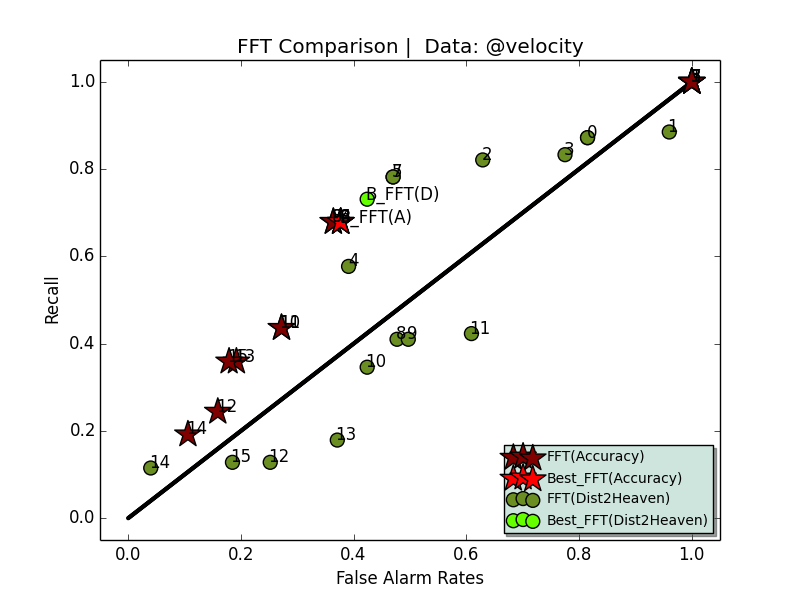 FFT Comparison | Data: @velocity
1.0
0.8
0.6
0.4
0.2
0.0
Recall
0
1
2
3
B_FFT(D)
_FFT(A)
4
11
8
9
10
12
13
14
14
15
12
FFT(Accuracy)
Best_FFT(Accuracy)
FFT(Dist2Heaven)
Best_FFT(Dist2Heaven)
0.0 0.2 0.4 0.6 0.8 1.0
False Alarm Rates